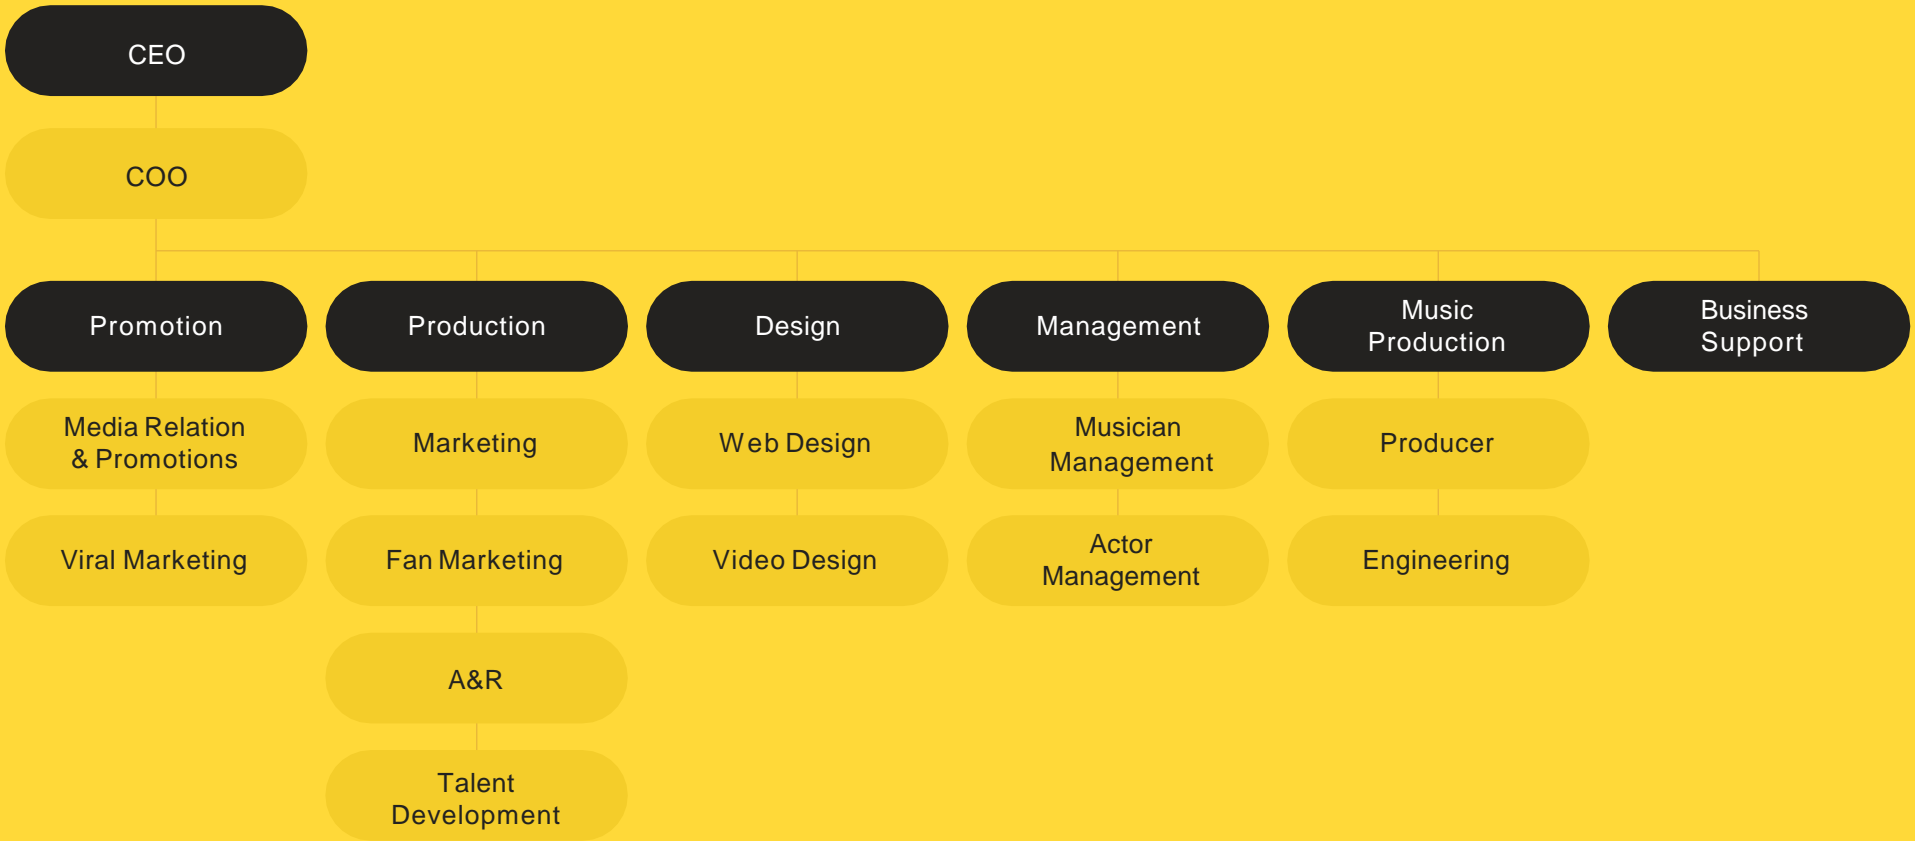 CEO
COO
Promotion
Production
Design
Management
Music
Production
Business
Support
Media Relation
& Promotions
Marketing
Web Design
Musician
Management
Producer
Viral Marketing
Fan Marketing
Video Design
Actor
Management
Engineering
A&R
Talent
Development